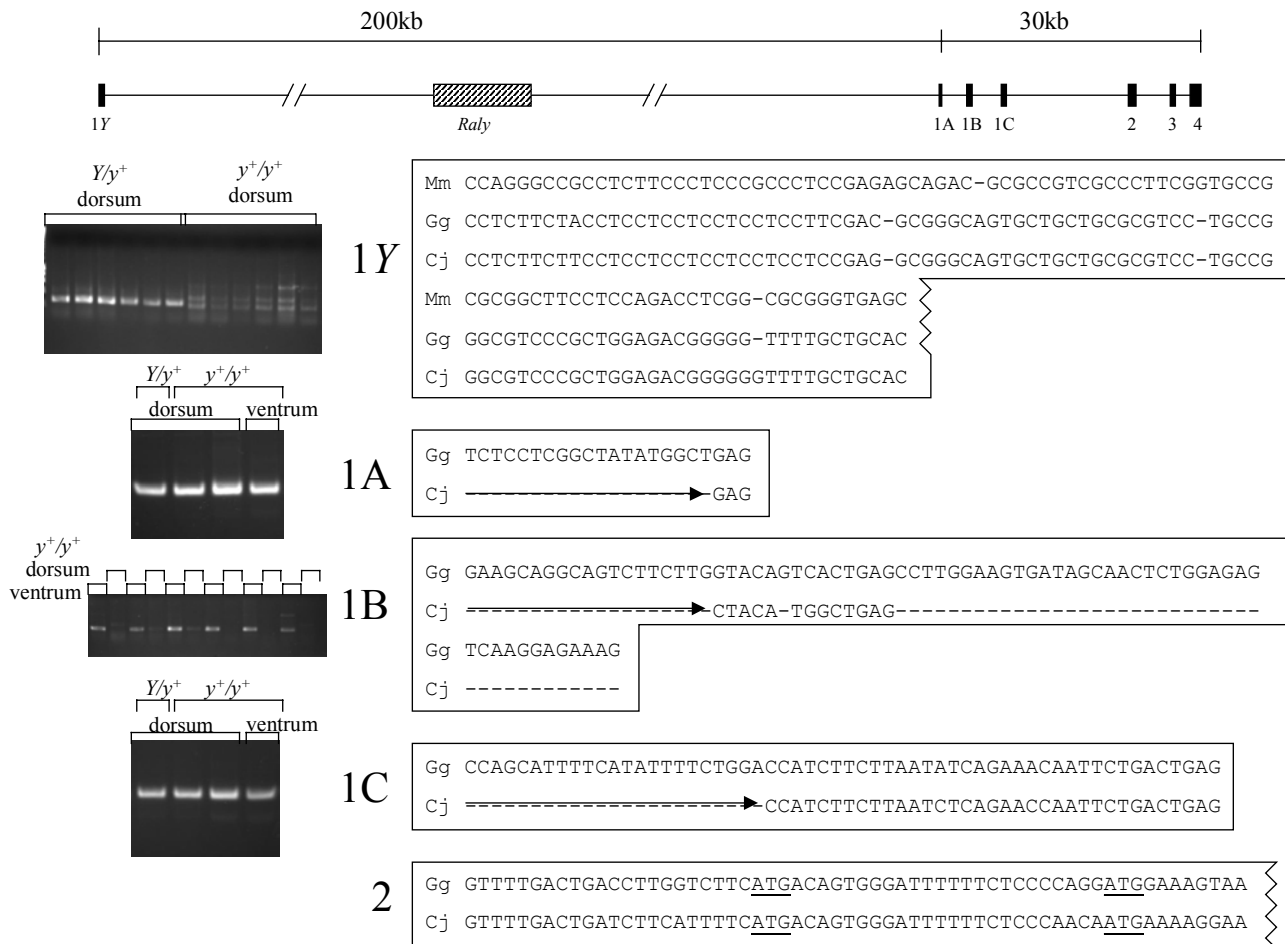 200kb 30kb
1Y Raly 1A 1B 1C 2 3 4
Y/y+ y+/y+
dorsum dorsum
1Y
Mm CCAGGGCCGCCTCTTCCCTCCCGCCCTCCGAGAGCAGAC-GCGCCGTCGCCCTTCGGTGCCG
Gg CCTCTTCTACCTCCTCCTCCTCCTCCTTCGAC-GCGGGCAGTGCTGCTGCGCGTCC-TGCCG
Cj CCTCTTCTTCCTCCTCCTCCTCCTCCTCCGAG-GCGGGCAGTGCTGCTGCGCGTCC-TGCCG
Mm CGCGGCTTCCTCCAGACCTCGG-CGCGGGTGAGC
Gg GGCGTCCCGCTGGAGACGGGGG-TTTTGCTGCAC
Cj GGCGTCCCGCTGGAGACGGGGGGTTTTGCTGCAC
Y/y+ y+/y+
dorsum ventrum
1A
Gg TCTCCTCGGCTATATGGCTGAG
Cj -------------------GAG
y+/y+
dorsum
ventrum
1B
Gg GAAGCAGGCAGTCTTCTTGGTACAGTCACTGAGCCTTGGAAGTGATAGCAACTCTGGAGAG
Cj -------------------CTACA-TGGCTGAG----------------------------
Gg TCAAGGAGAAAG
Cj ------------
Y/y+ y+/y+
dorsum ventrum
1C
Gg CCAGCATTTTCATATTTTCTGGACCATCTTCTTAATATCAGAAACAATTCTGACTGAG
Cj -----------------------CCATCTTCTTAATCTCAGAACCAATTCTGACTGAG
2
Gg GTTTTGACTGACCTTGGTCTTCATGACAGTGGGATTTTTTCTCCCCAGGATGGAAAGTAA
Cj GTTTTGACTGATCTTCATTTTCATGACAGTGGGATTTTTTCTCCCAACAATGAAAAGGAA